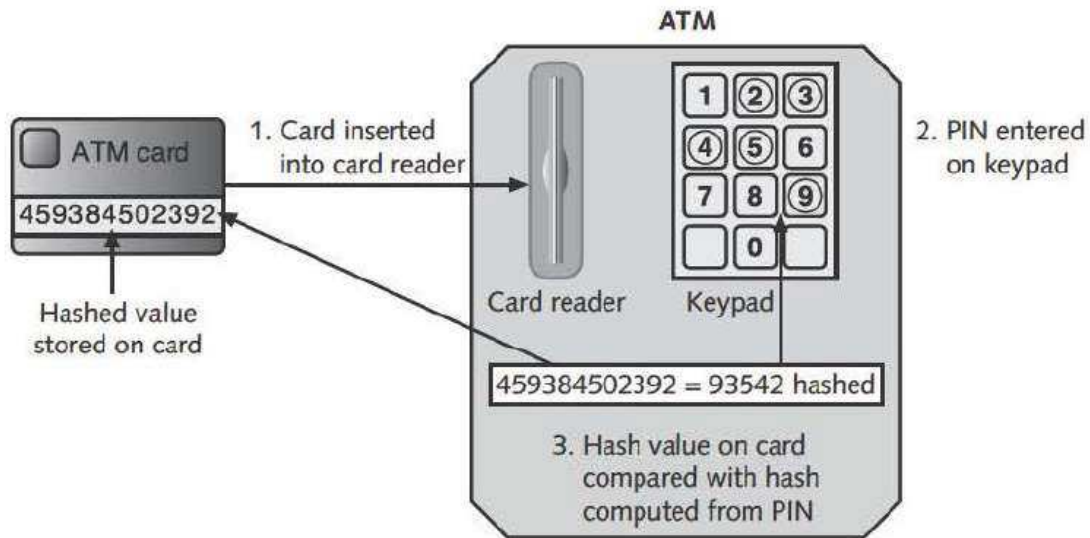 ATM
ATM card
459384502392
Hashed value
stored on card
1. Card inserted
into card reader
Card reader
1 2 3
4 5 6
7 8 9
0
Keypad
2. PIN entered
on keypad
459384502392 = 93542 hashed
3. Hash value on card
compared with hash
computed from PIN